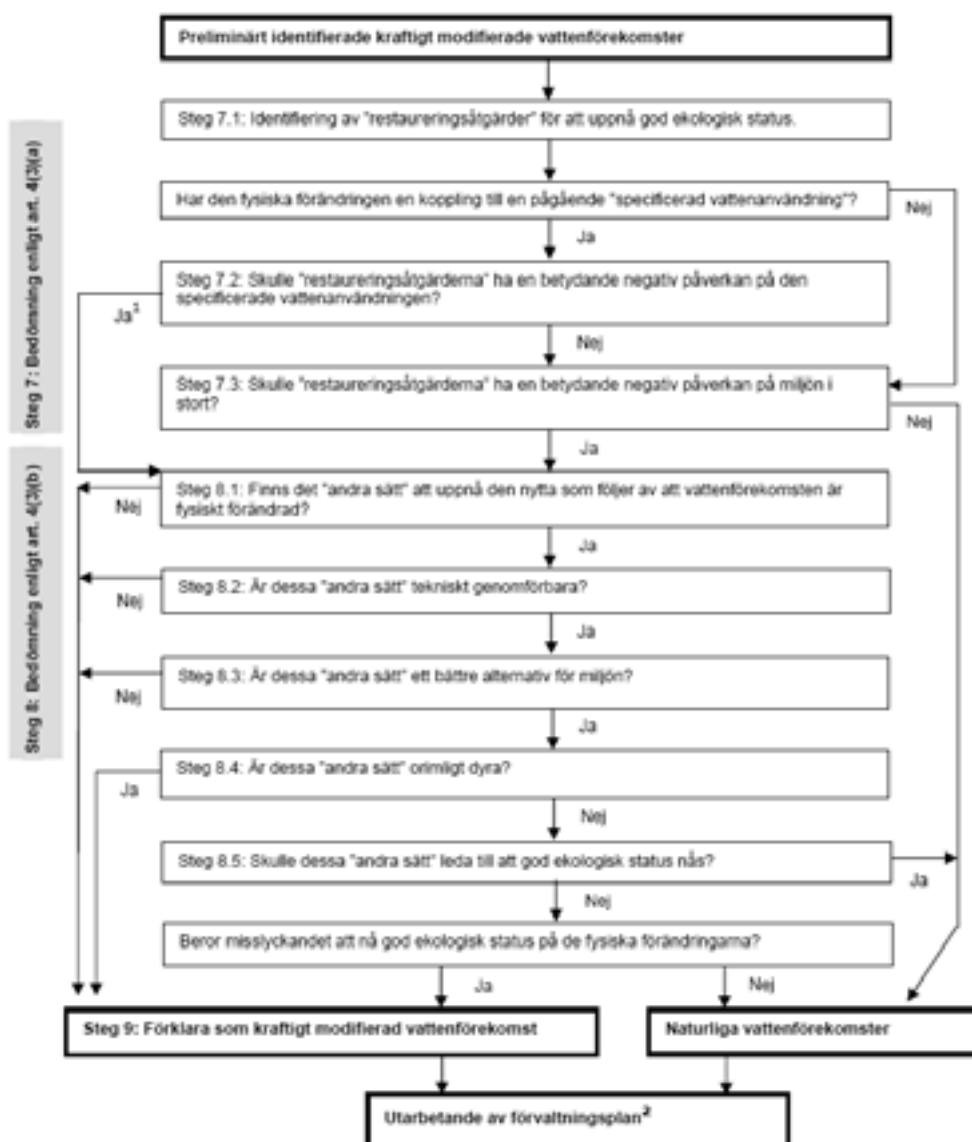 Preliminärt identifierade kraftigt modifierade vattenförekomster
Steg 7.1: Identifiering av "restaureringsåtgärder" för att uppnå god ekologisk status.
Har den fysiska förändringen en koppling till en pågående "specificerad vattenanvändning"?
Nej
Ja
Steg 7.2: Skulle "restaureringsåtgärderna" ha en betydande negativ påverkan på den
specificerade vattenanvändningen?
Ja¹
Nej
Steg 7.3: Skulle "restaureringsåtgärderna" ha en betydande negativ påverkan på miljön i
stort?
Nej
Ja
Steg 7: Bedömning enligt art. 4(3)(a)
Steg 8.1: Finns det "andra sätt" att uppnå den nytta som följer av att vattenförekomsten är
fysiskt förändrad?
Nej
Ja
Steg 8.2: Är dessa "andra sätt" tekniskt genomförbara?
Nej
Ja
Steg 8.3: Är dessa "andra sätt" ett bättre alternativ för miljön?
Nej
Ja
Steg 8.4: Är dessa "andra sätt" orimligt dyra?
Ja
Nej
Steg 8: Bedömning enligt art. 4(3)(b)
Steg 8.5: Skulle dessa "andra sätt" leda till att god ekologisk status nås?
Ja
Nej
Beror misslyckandet att nå god ekologisk status på de fysiska förändringarna?
Ja
Nej
Steg 9: Förklara som kraftigt modifierad vattenförekomst
Naturliga vattenförekomster
Utarbetande av förvaltningsplan²